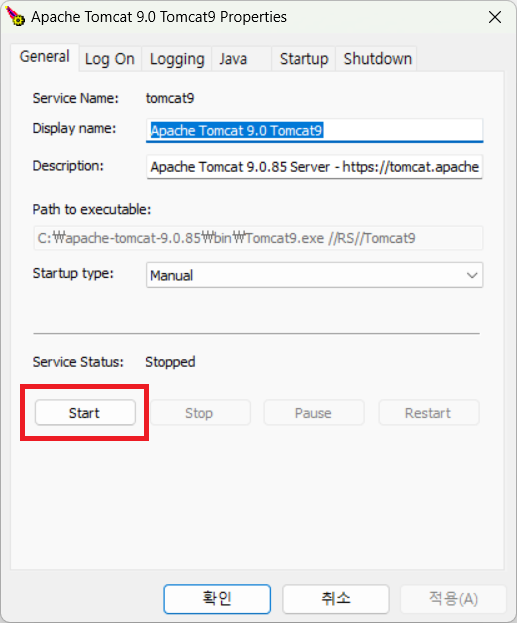 Apache Tomcat 9.0 Tomcat9 Properties
General Log On Logging Java Startup Shutdown
Service Name: tomcat9
Display name: Apache Tomcat 9.0 Tomcat9
Description: Apache Tomcat 9.0.85 Server - https://tomcat.apache
Path to executable:
C:₩apache-tomcat-9.0.85₩bin₩Tomcat9.exe //RS//Tomcat9
Startup type: Manual
Service Status: Stopped
Start Stop Pause Restart
확인 취소 적용(A)